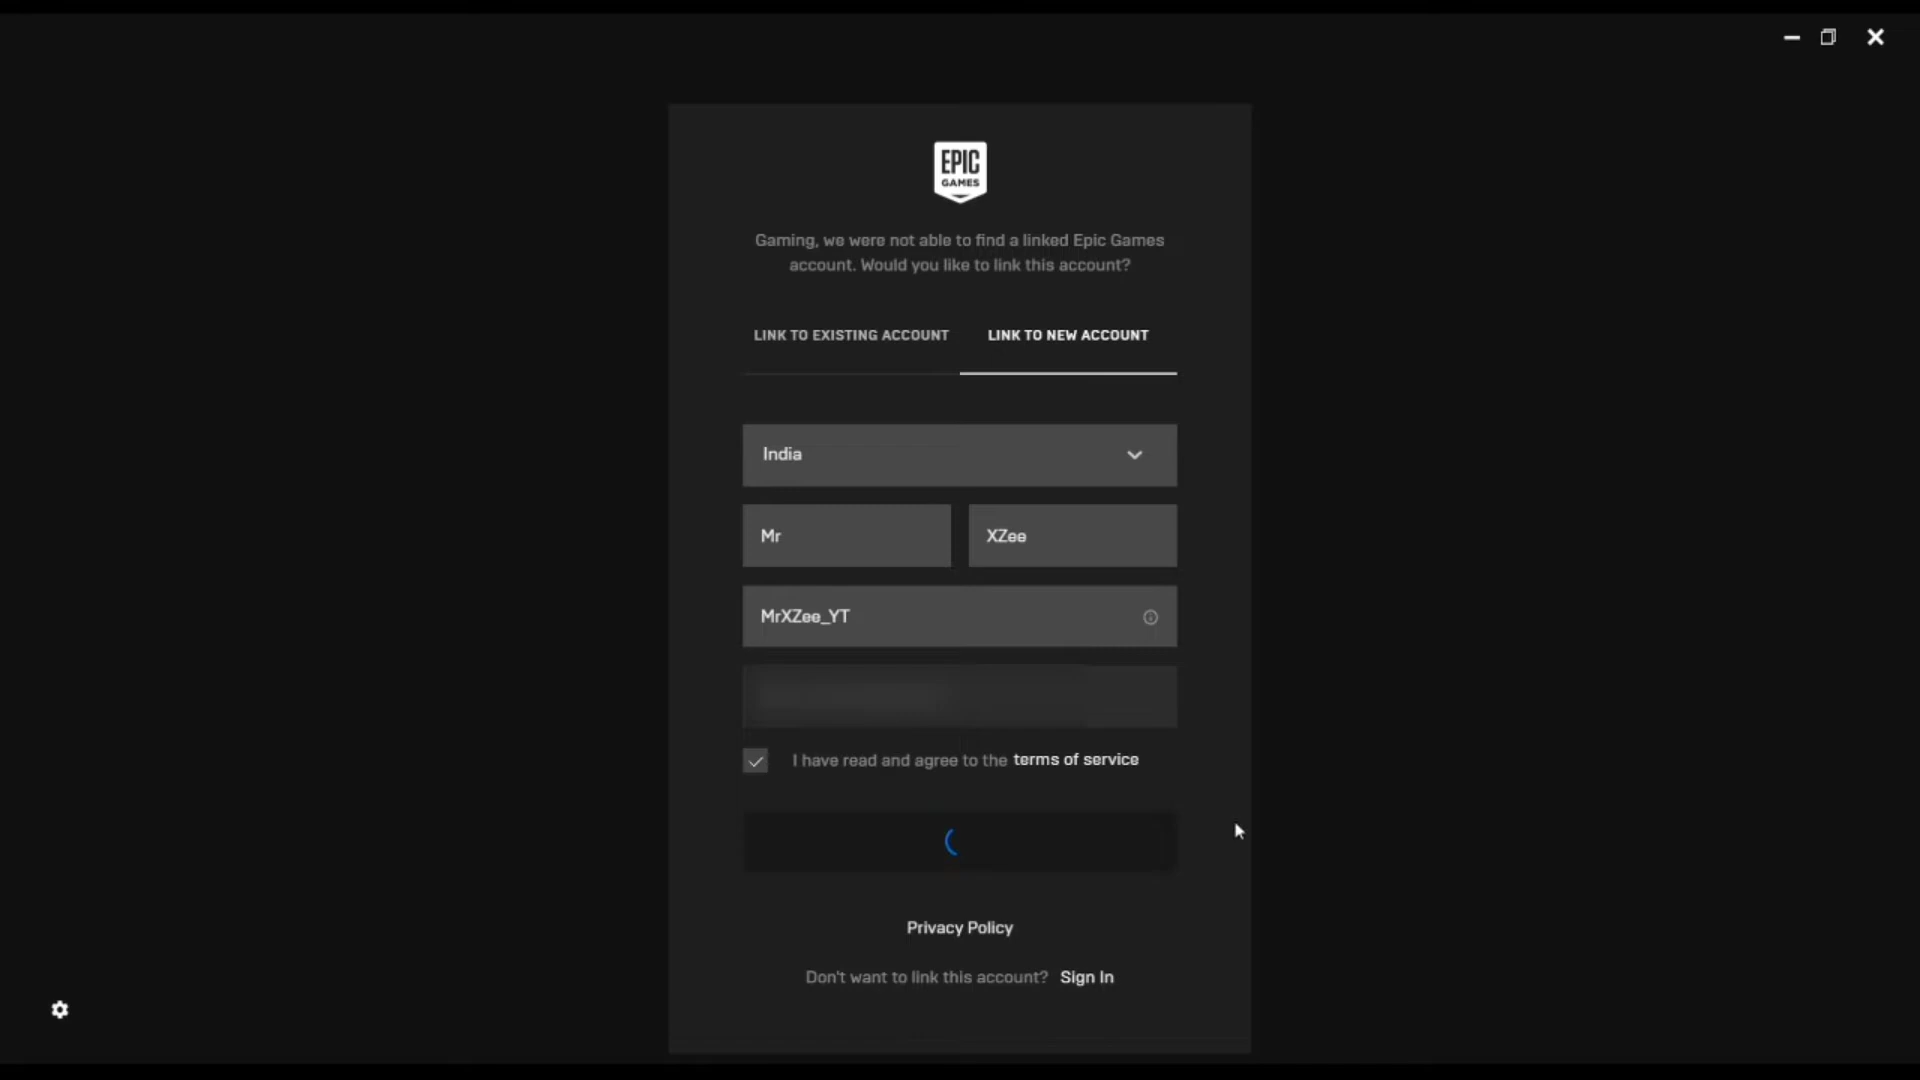 EPIC
GAMES
Gaming, we were not able to find a linked Epic Games
account. Would you like to link this account?
LINK TO EXISTING ACCOUNT LINK TO NEW ACCOUNT
India
Mr XZee
MrXZee_YT
I have read and agree to the terms of service
Privacy Policy
Don't want to link this account? Sign In